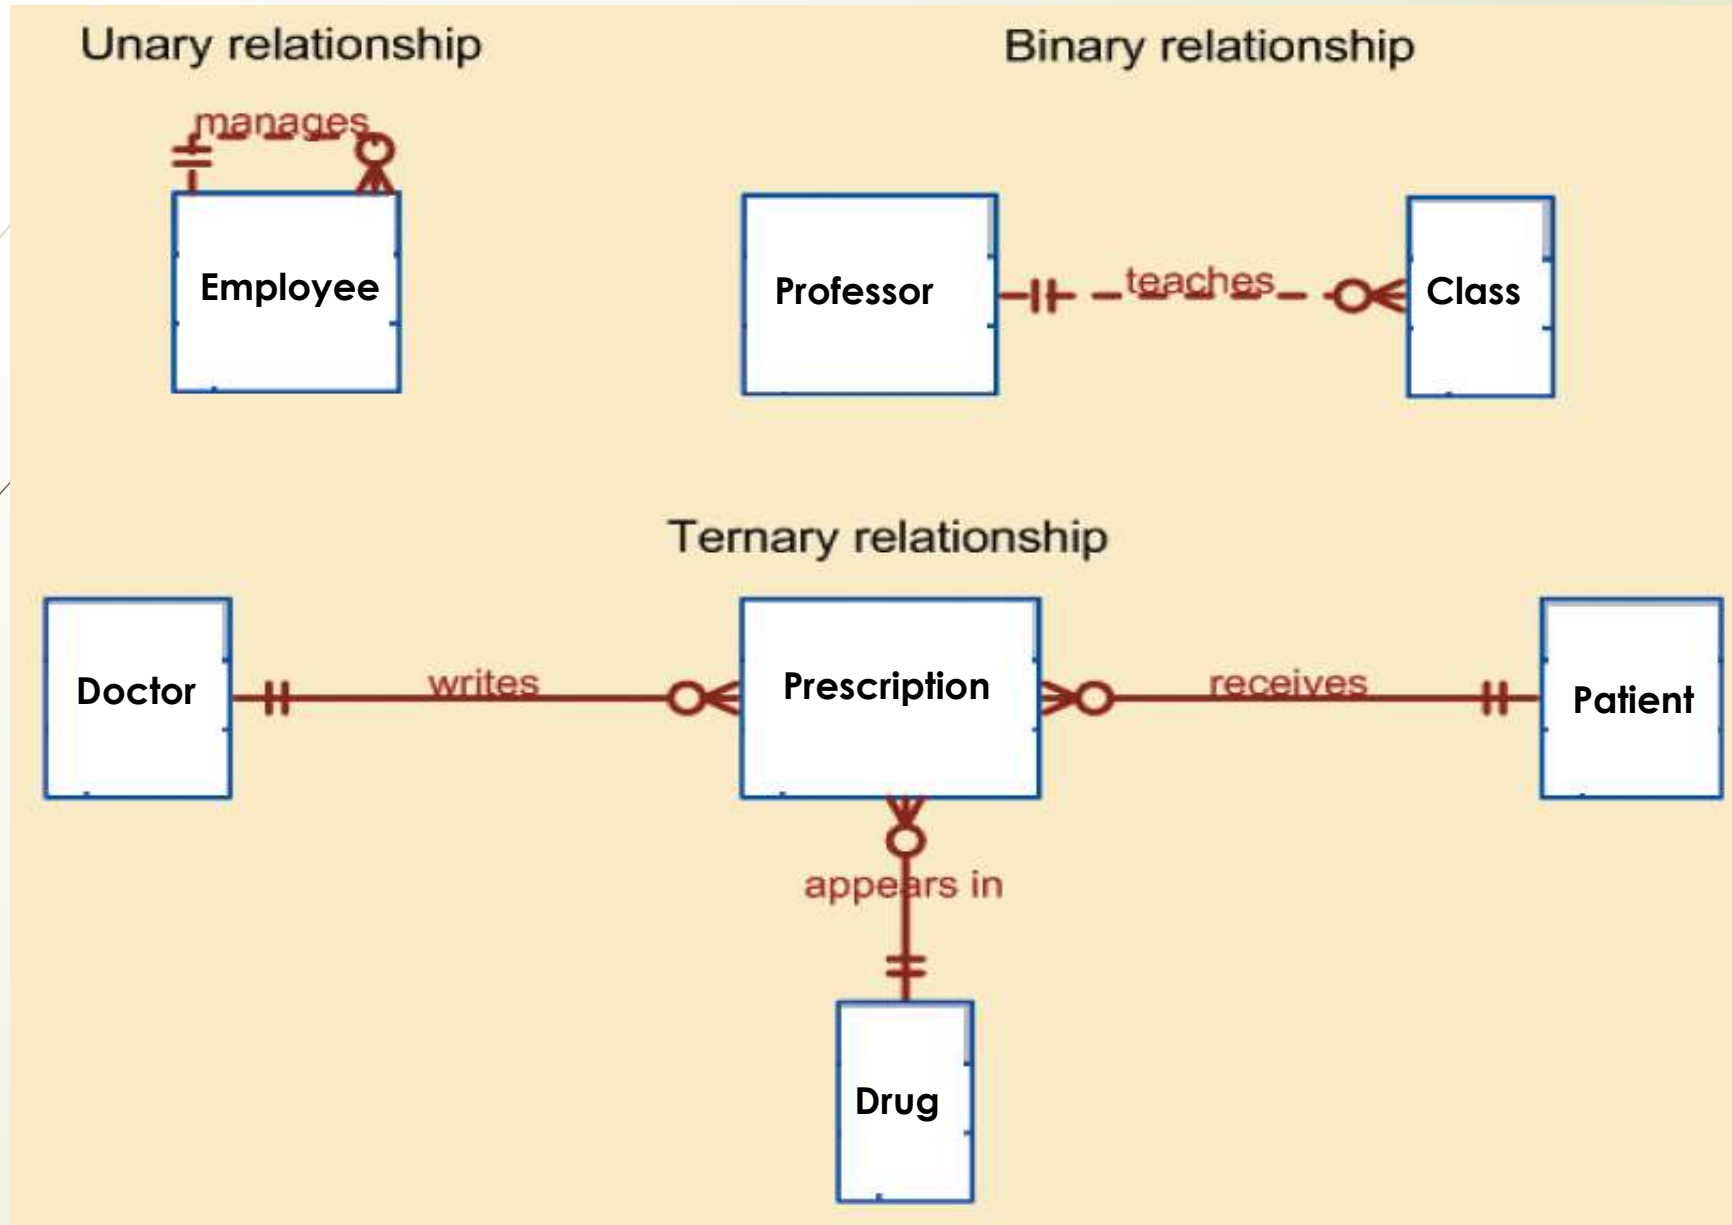 Unary relationship
Binary relationship
manages
Employee
Professor
teaches
Class
Ternary relationship
Doctor
writes
Prescription
receives
Patient
appears in
Drug